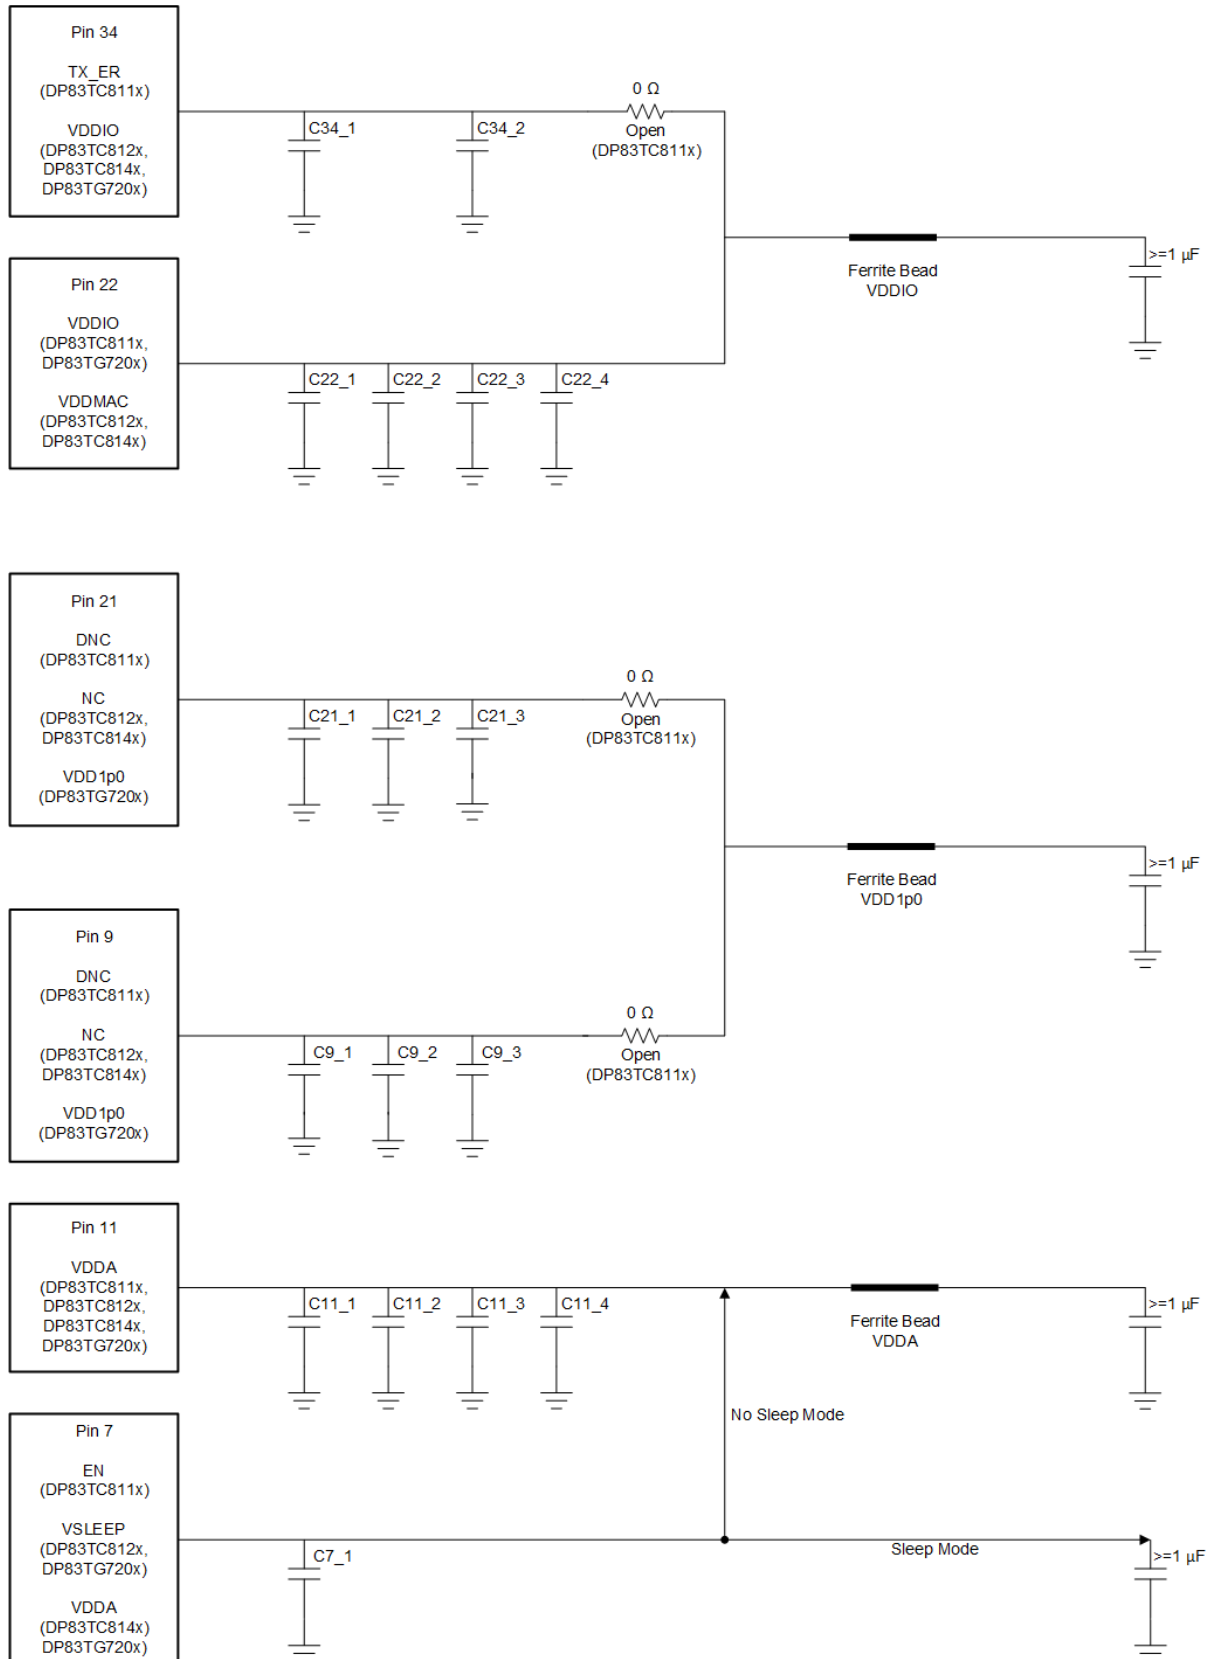 Pin 34
TX_ER
(DP83TC811x)
VDDIO
(DP83TC812x,
DP83TC814x,
DP83TG720x)
C34_1
C34_2
0 Ω
Open
(DP83TC811x)
Ferrite Bead
VDDIO
>=1 µF
Pin 22
VDDIO
(DP83TC811x,
DP83TG720x)
VDDMAC
(DP83TC812x,
DP83TC814x)
C22_1
C22_2
C22_3
C22_4
Pin 21
DNC
(DP83TC811x)
NC
(DP83TC812x,
DP83TC814x)
VDD1p0
(DP83TG720x)
C21_1
C21_2
C21_3
0 Ω
Open
(DP83TC811x)
Ferrite Bead
VDD1p0
>=1 µF
Pin 9
DNC
(DP83TC811x)
NC
(DP83TC812x,
DP83TC814x)
VDD1p0
(DP83TG720x)
C9_1
C9_2
C9_3
0 Ω
Open
(DP83TC811x)
Pin 11
VDDA
(DP83TC811x,
DP83TC812x,
DP83TC814x,
DP83TG720x)
C11_1
C11_2
C11_3
C11_4
Ferrite Bead
VDDA
>=1 µF
No Sleep Mode
Pin 7
EN
(DP83TC811x)
VSLEEP
(DP83TC812x,
DP83TG720x)
VDDA
(DP83TC814x)
DP83TG720x)
C7_1
Sleep Mode
>=1 µF